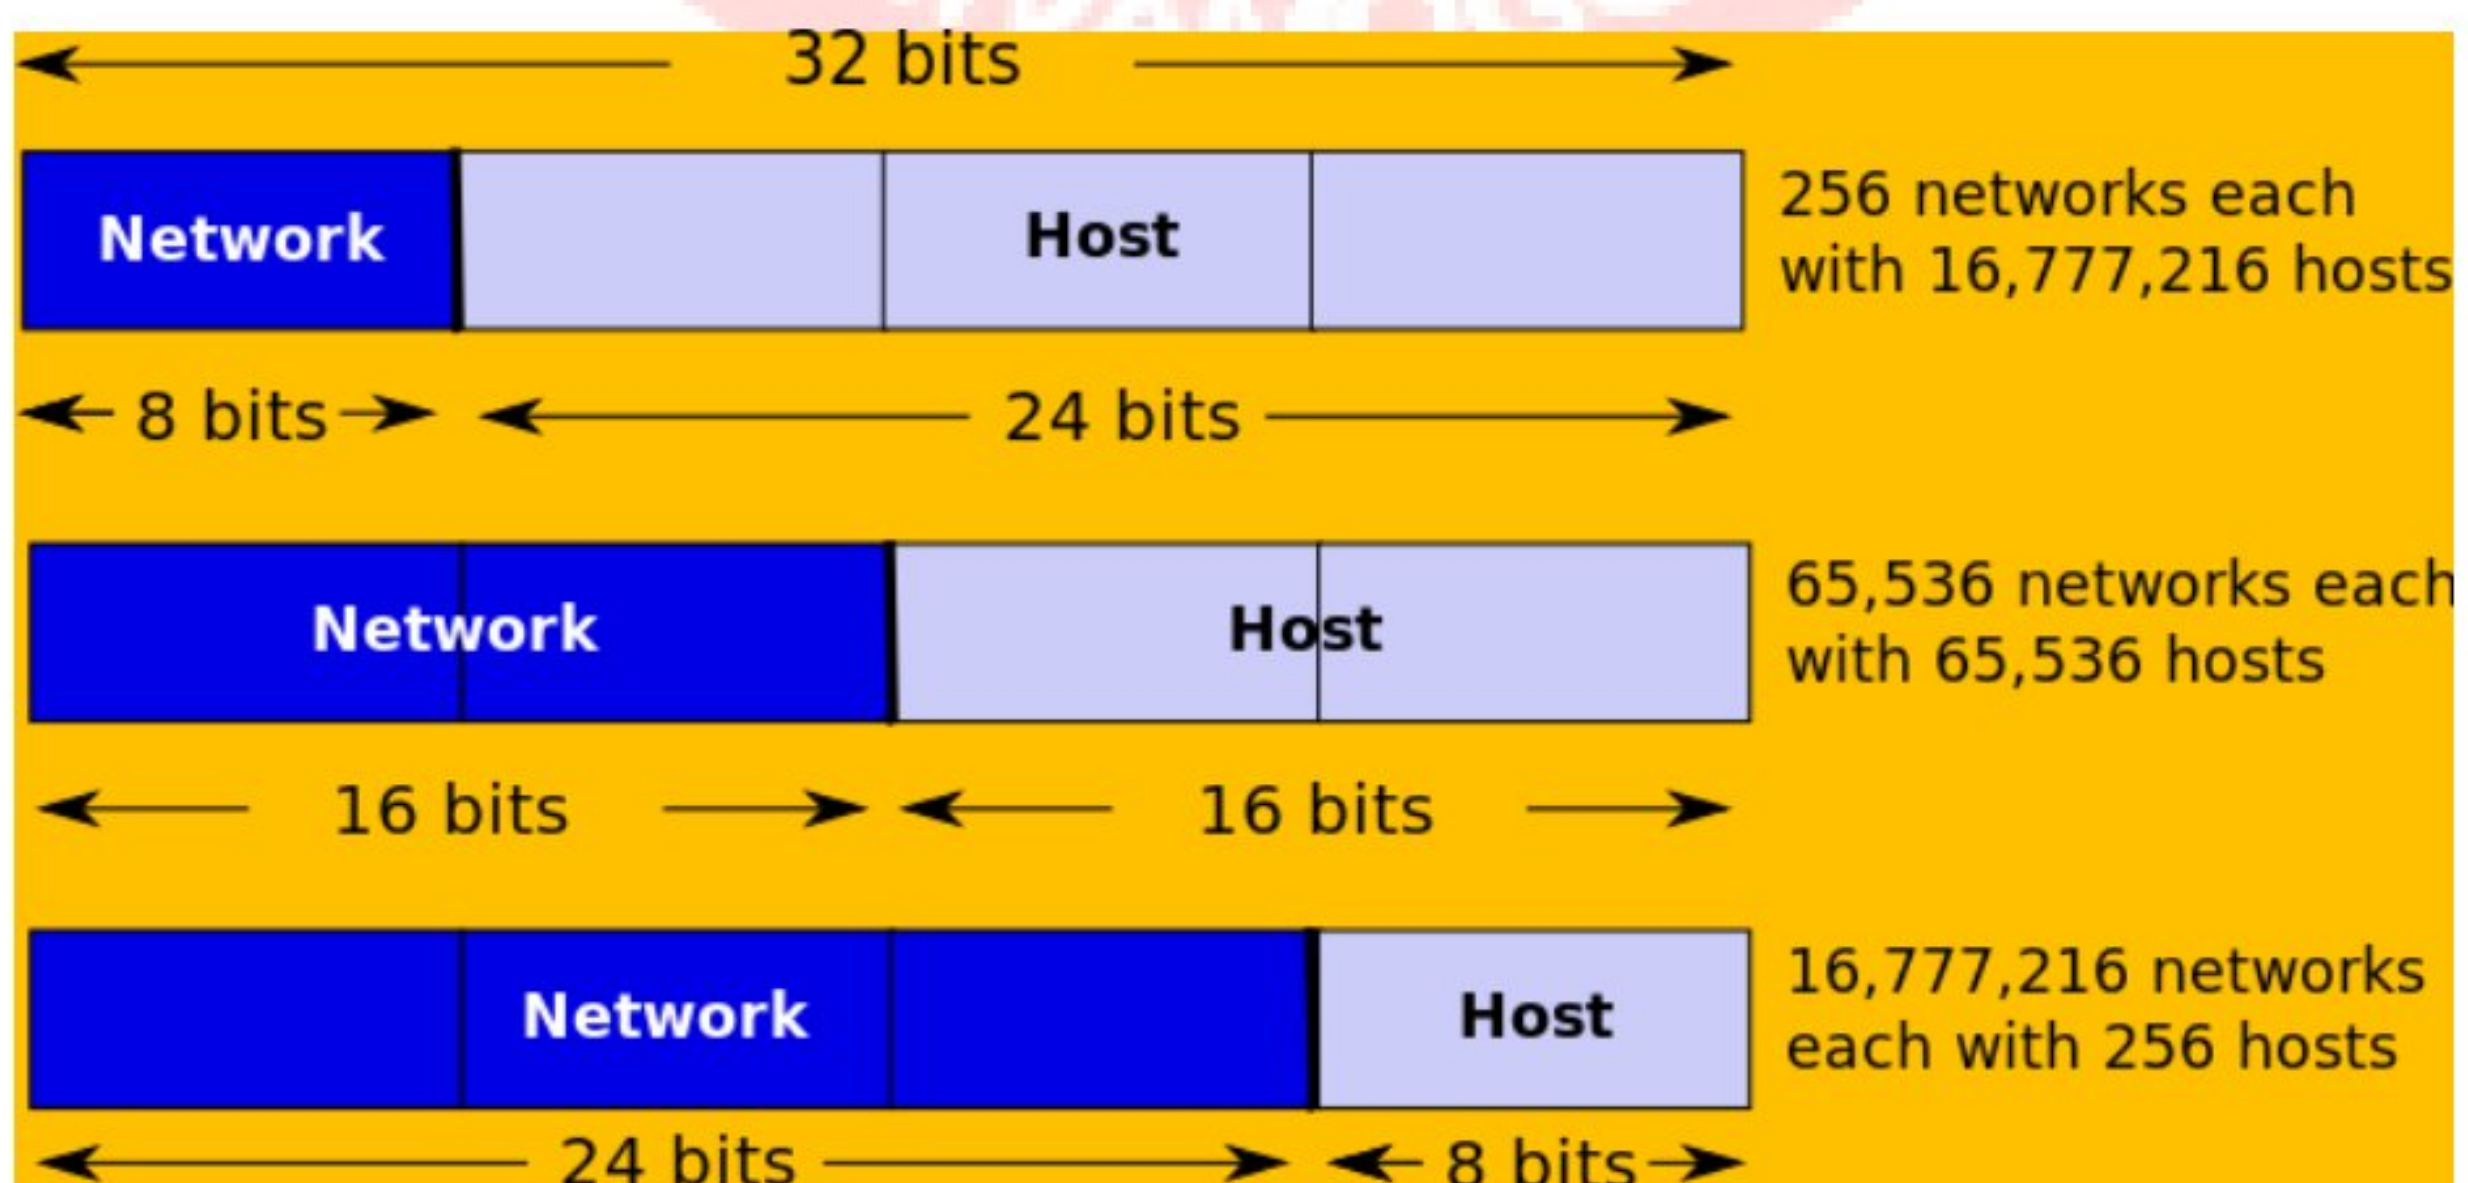 32 bits
Network
Host
256 networks each
with 16,777,216 hosts
8 bits
24 bits
Network
Host
65,536 networks each
with 65,536 hosts
16 bits
16 bits
Network
Host
16,777,216 networks
each with 256 hosts
24 bits
8 bits